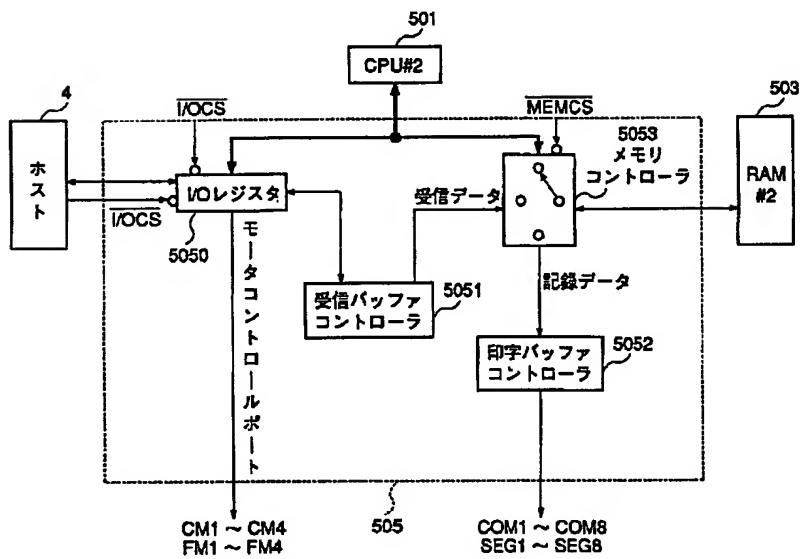 501
CPU#2
4
ホスト
I/OCS
MEMCS
503
RAM
#2
5053
メモリ
コントローラ
I/Oレジスタ
I/OCS
5050
受信データ
モータコントロールポート
受信バッファ
コントローラ
5051
記録データ
5052
印字バッファ
コントローラ
505
CM1 ～ CM4
FM1 ～ FM4
COM1 ～ COM8
SEG1 ～ SEG8